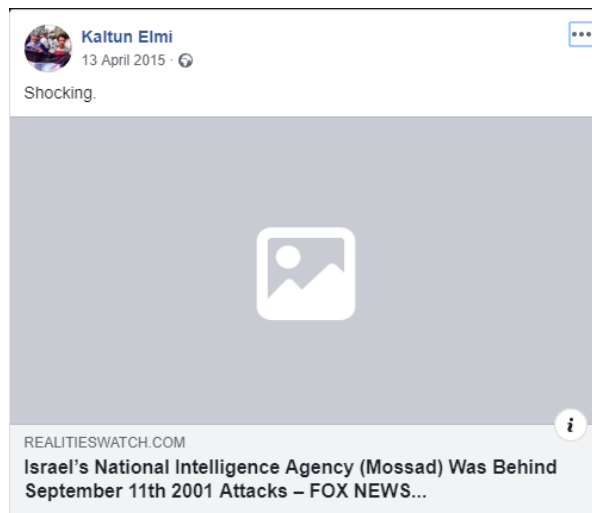 Kaltun Elmi
13 April 2015 ·
Shocking.
REALITIESWATCH.COM
Israel's National Intelligence Agency (Mossad) Was Behind
September 11th 2001 Attacks – FOX NEWS...